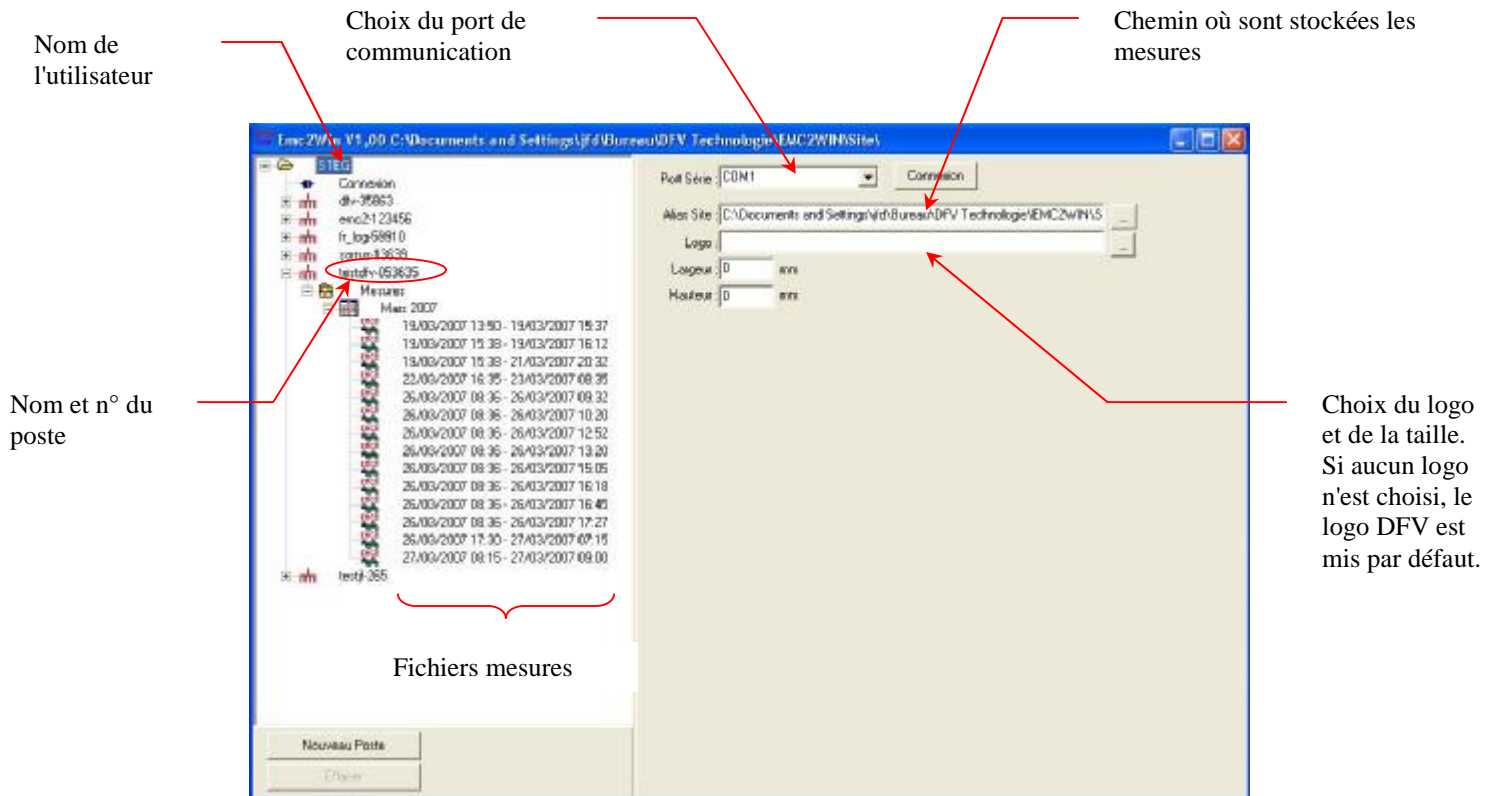 Choix du port de
communication
Chemin où sont stockées les
mesures
Nom de
l'utilisateur
Emc2Win V1,00 C:\Documents and Settings\jfd\Bureau\DFV Technologie\EMC2WIN\Site\
STEG
Connexion
dfv-35863
emc2-123456
fr_log-58910
13639
testdfv-053635
Mesures
Mars 2007
19/03/2007 13:50 - 19/03/2007 15:37
19/03/2007 15:38 - 19/03/2007 16:12
19/03/2007 15:38 - 21/03/2007 20:32
22/03/2007 16:35 - 23/03/2007 08:35
26/03/2007 08:36 - 26/03/2007 09:32
26/03/2007 08:36 - 26/03/2007 10:20
26/03/2007 08:36 - 26/03/2007 12:52
26/03/2007 08:36 - 26/03/2007 13:20
26/03/2007 08:36 - 26/03/2007 15:05
26/03/2007 08:36 - 26/03/2007 16:18
26/03/2007 08:36 - 26/03/2007 16:45
26/03/2007 08:36 - 26/03/2007 17:27
26/03/2007 17:30 - 27/03/2007 07:15
27/03/2007 08:15 - 27/03/2007 09:00
Port Série : COM1 Connexion
Alias Site : C:\Documents and Settings\jfd\Bureau\DFV Technologie\EMC2WIN\S ...
Logo : ...
Largeur : 0 mm
Hauteur : 0 mm
Nom et n° du
poste
Choix du logo
et de la taille.
Si aucun logo
n'est choisi, le
logo DFV est
mis par défaut.
Fichiers mesures
Nouveau Poste
Effacer